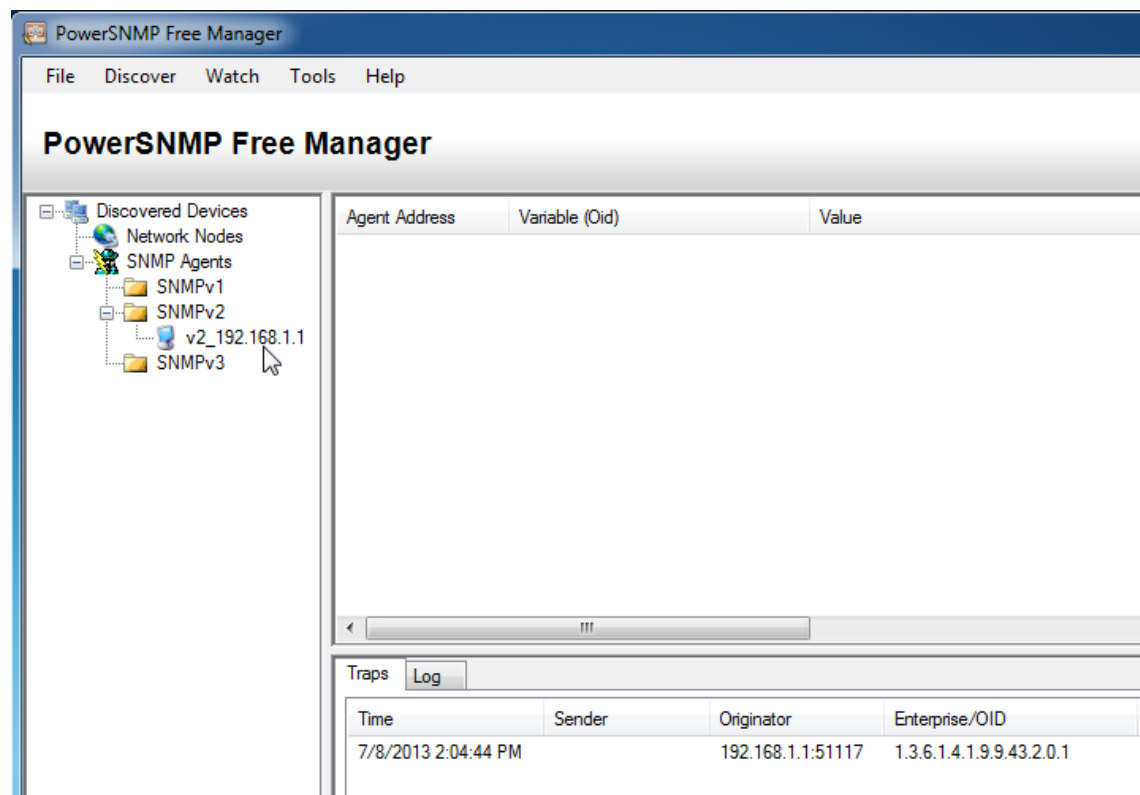 PowerSNMP Free Manager
File Discover Watch Tools Help
PowerSNMP Free Manager
Discovered Devices
Network Nodes
SNMP Agents
SNMPv1
SNMPv2
v2_192.168.1.1
SNMPv3
Agent Address Variable (Oid) Value
Traps Log
Time Sender Originator Enterprise/OID
7/8/2013 2:04:44 PM 192.168.1.1:51117 1.3.6.1.4.1.9.9.43.2.0.1